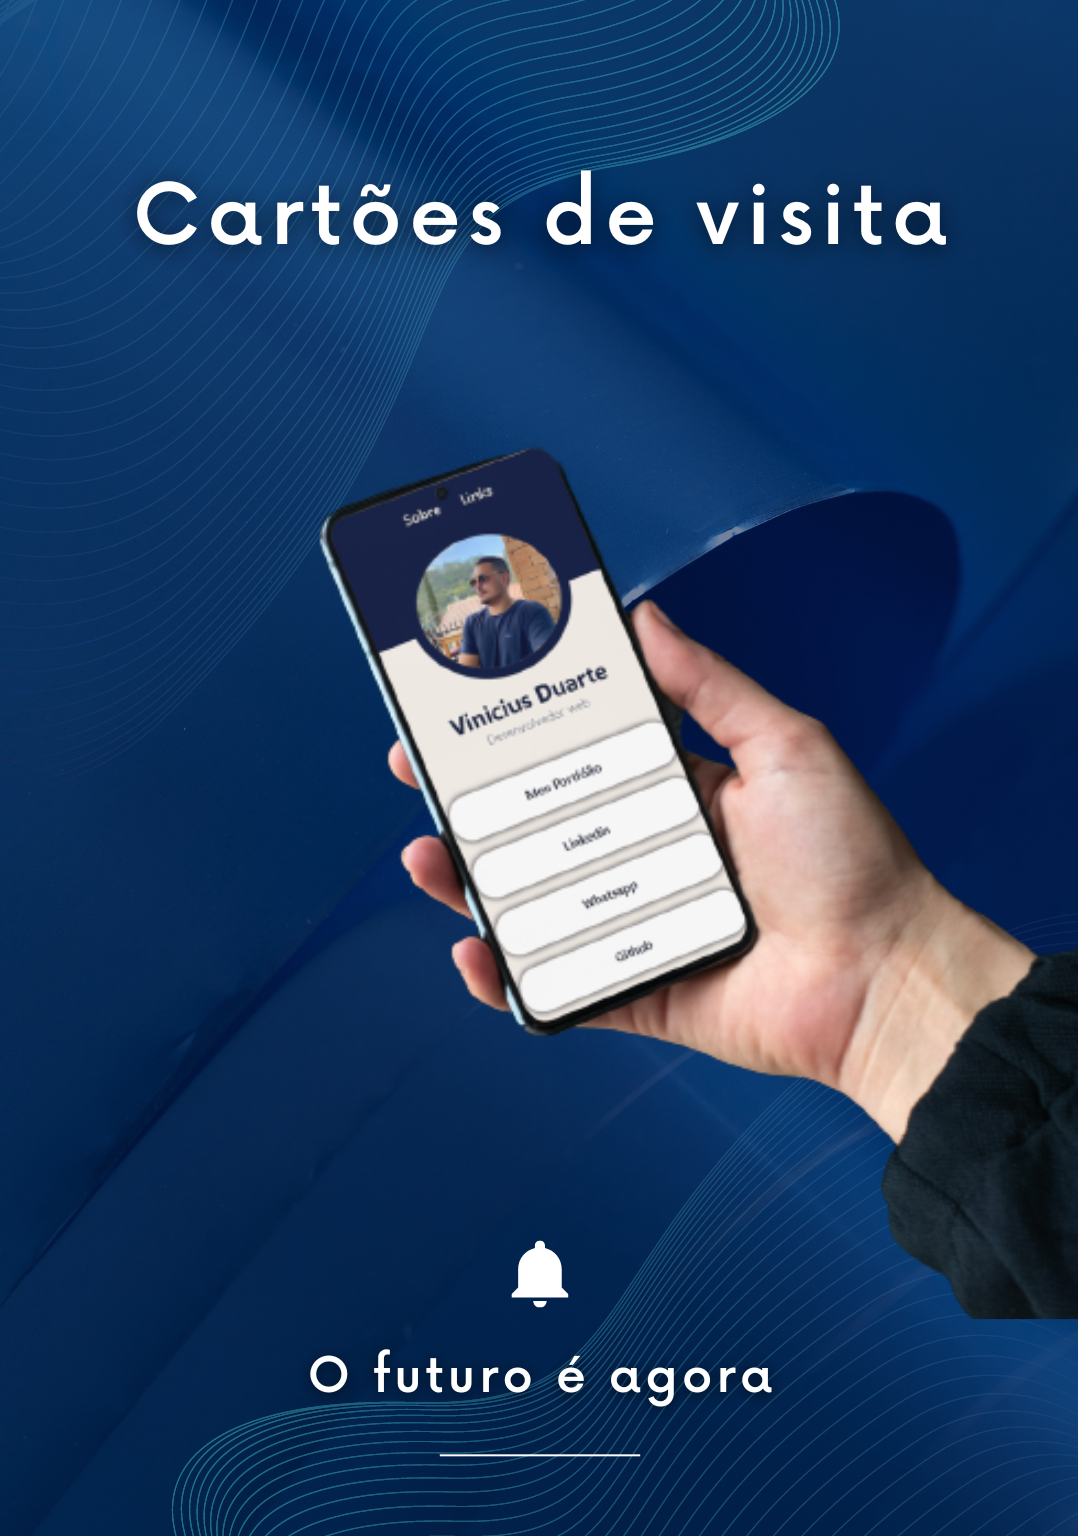 Cartões de visita
Sobre Links
Vinicius Duarte
Desenvolvedor web
Meu Portfólio
Linkedin
Whatsapp
Github
O futuro é agora